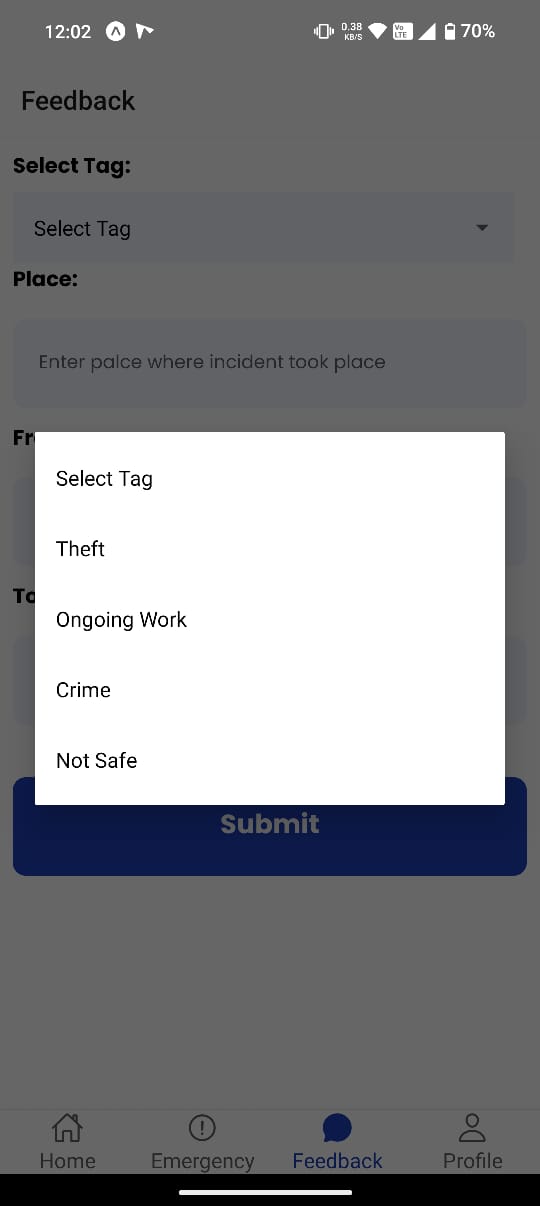 12:02 0.38 KB/S Vo LTE 70%
Feedback
Select Tag:
Select Tag
Place:
Enter palce where incident took place
Fr
Select Tag
Theft
To
Ongoing Work
Crime
Not Safe
Submit
Home Emergency Feedback Profile